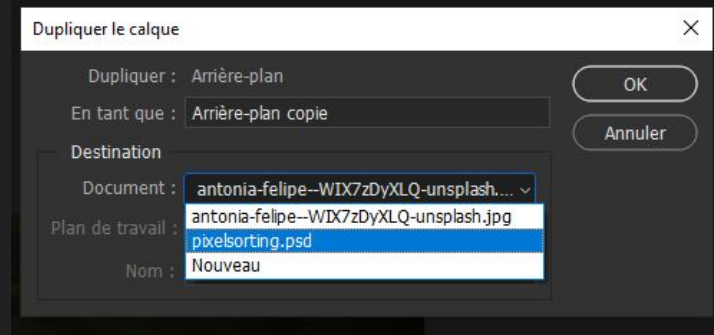 Dupliquer le calque
Dupliquer : Arrière-plan
En tant que : Arrière-plan copie
OK
Annuler
Destination
Document : antonia-felipe--WIX7zDyXLQ-unsplash....
antonia-felipe--WIX7zDyXLQ-unsplash.jpg
Plan de travail :
pixelsorting.psd
Nouveau
Nom :